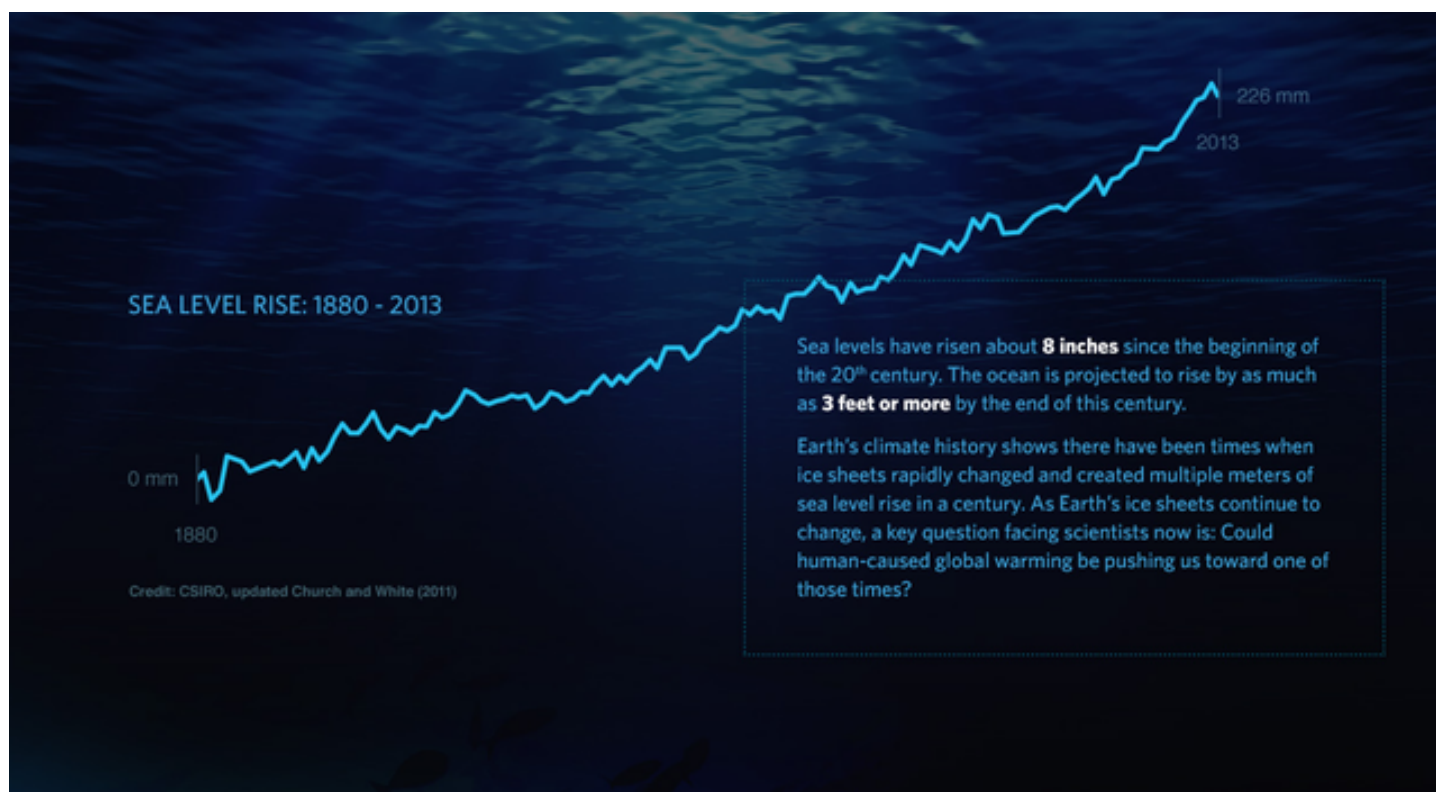 226 mm
2013
SEA LEVEL RISE: 1880 - 2013
0 mm
1880
Credit: CSIRO, updated Church and White (2011)
Sea levels have risen about 8 inches since the beginning of
the 20th century. The ocean is projected to rise by as much
as 3 feet or more by the end of this century.
Earth's climate history shows there have been times when
ice sheets rapidly changed and created multiple meters of
sea level rise in a century. As Earth's ice sheets continue to
change, a key question facing scientists now is: Could
human-caused global warming be pushing us toward one of
those times?